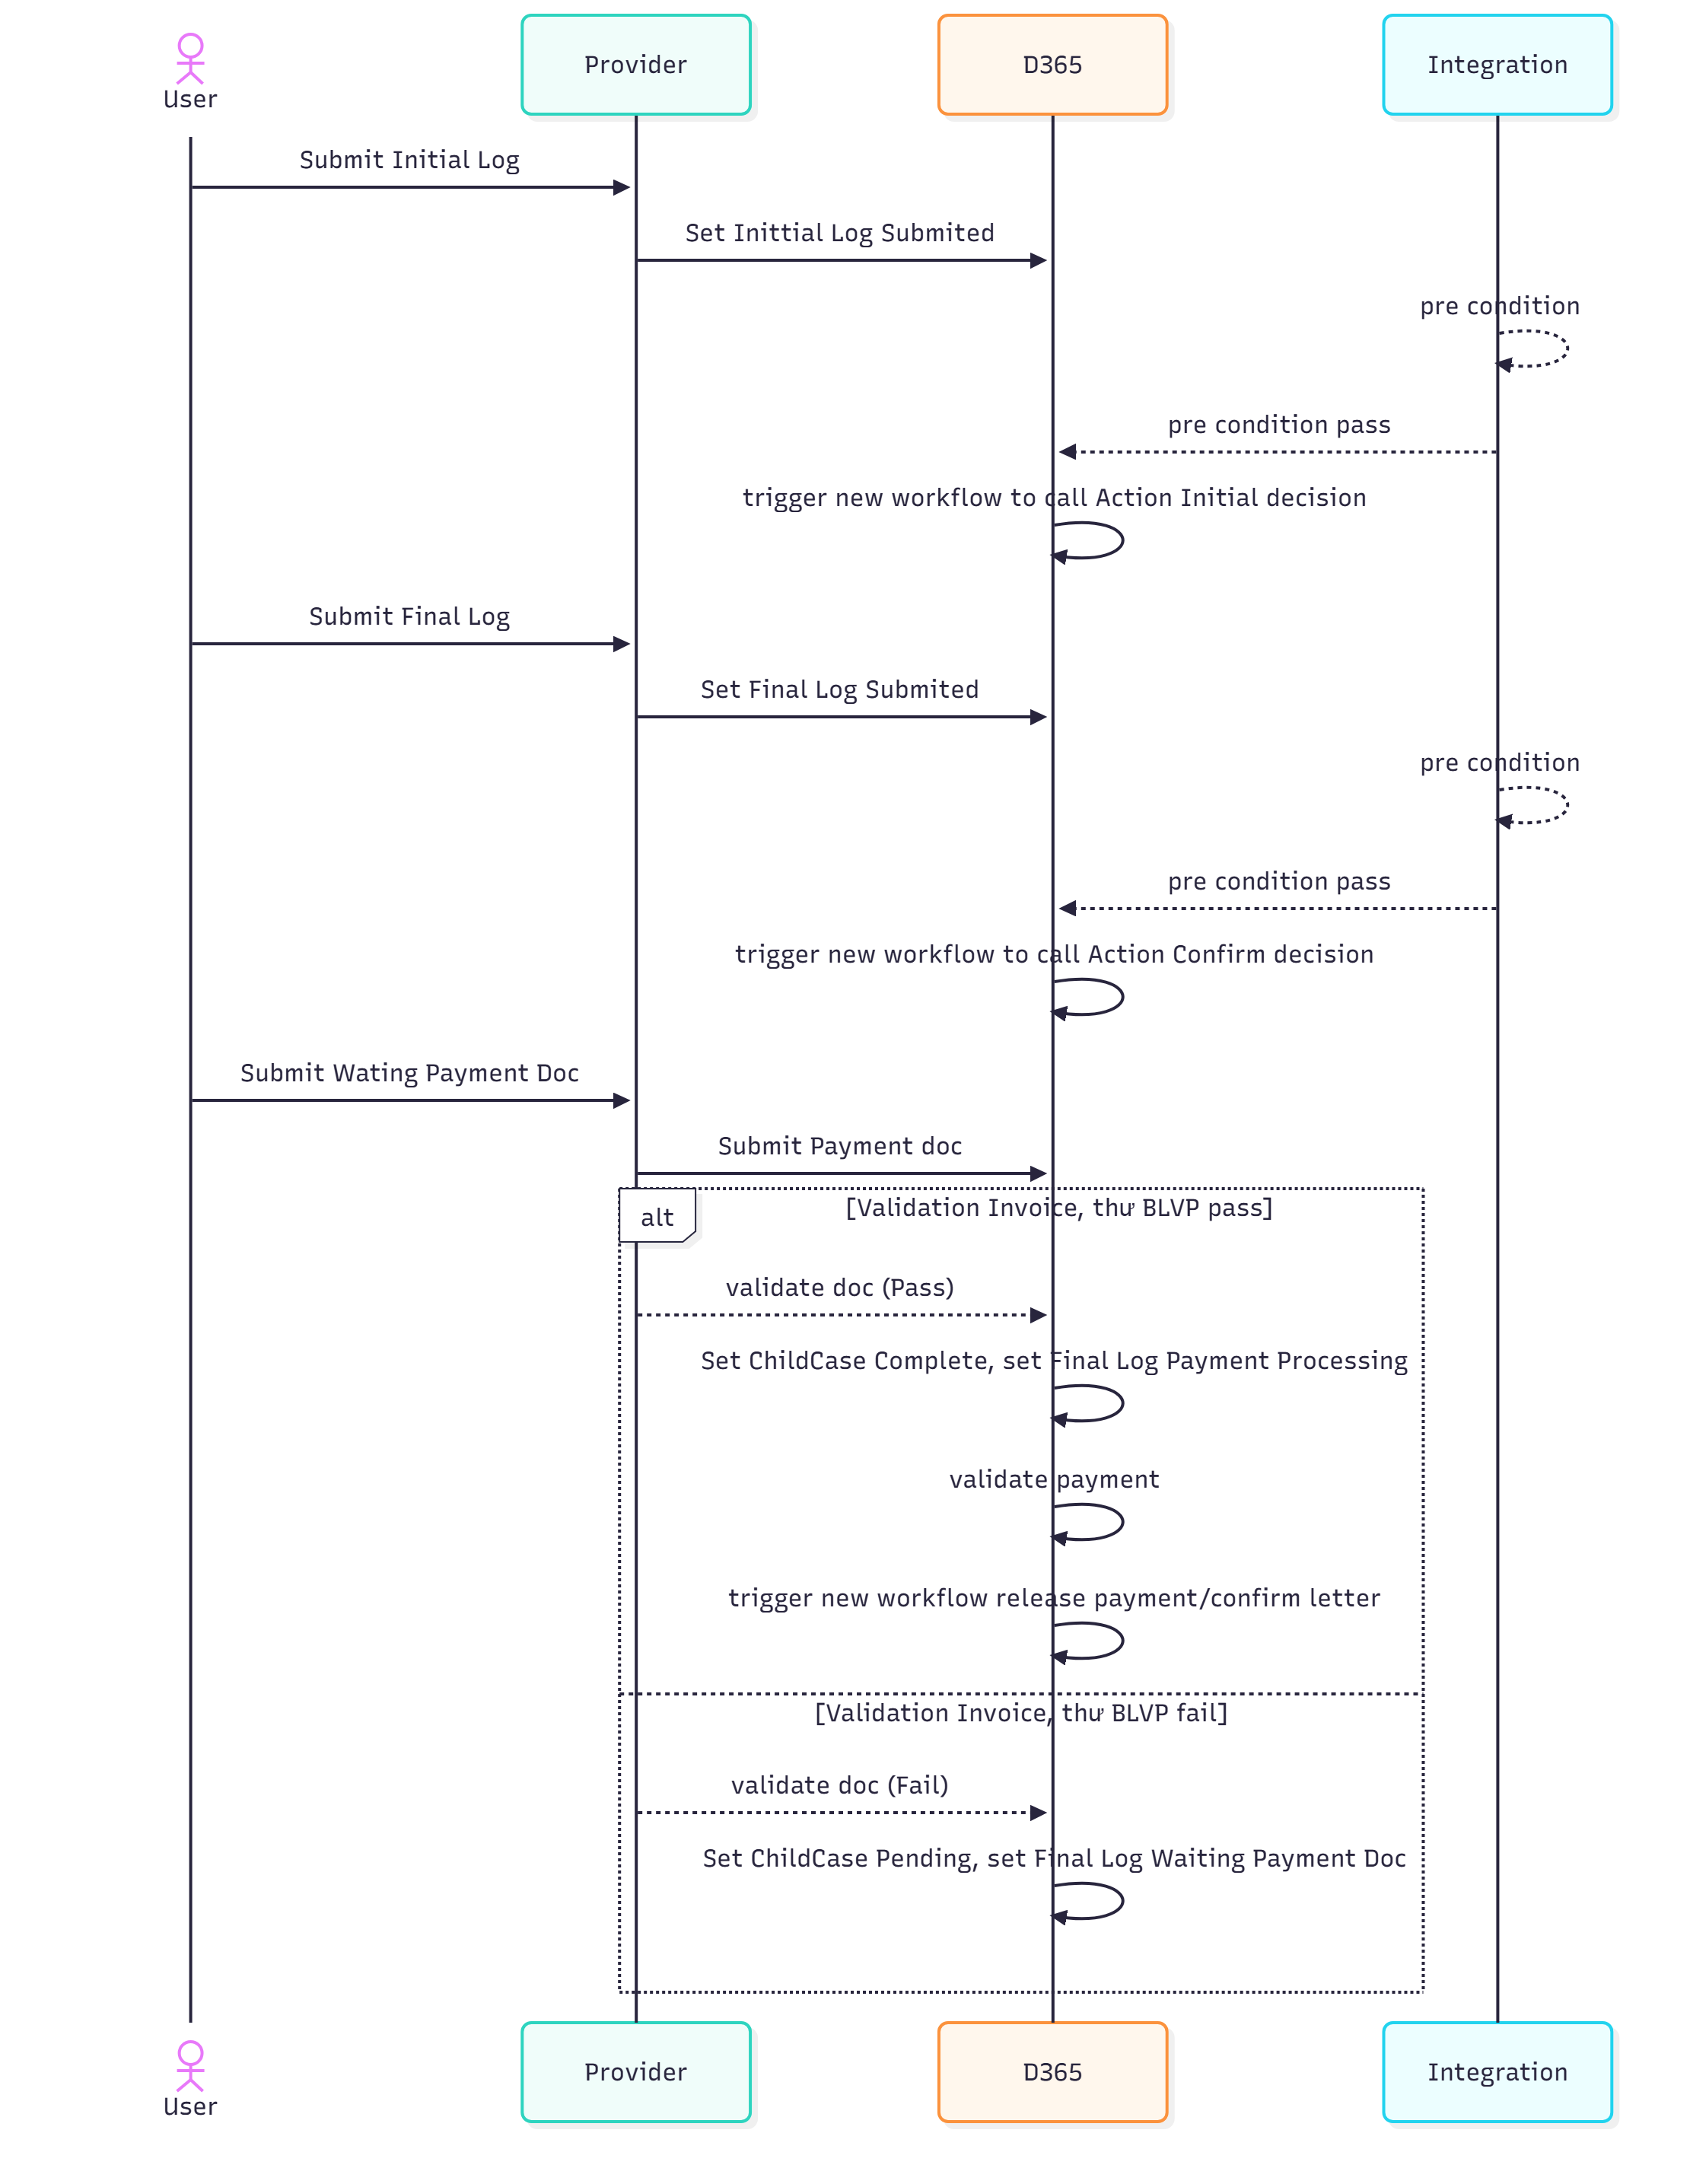 User
Provider
D365
Integration
Submit Initial Log
Set Inittial Log Submited
pre condition
pre condition pass
trigger new workflow to call Action Initial decision
Submit Final Log
Set Final Log Submited
pre condition
pre condition pass
trigger new workflow to call Action Confirm decision
Submit Wating Payment Doc
Submit Payment doc
alt
[Validation Invoice, thư BLVP pass]
validate doc (Pass)
Set ChildCase Complete, set Final Log Payment Processing
validate payment
trigger new workflow release payment/confirm letter
[Validation Invoice, thư BLVP fail]
validate doc (Fail)
Set ChildCase Pending, set Final Log Waiting Payment Doc
User
Provider
D365
Integration